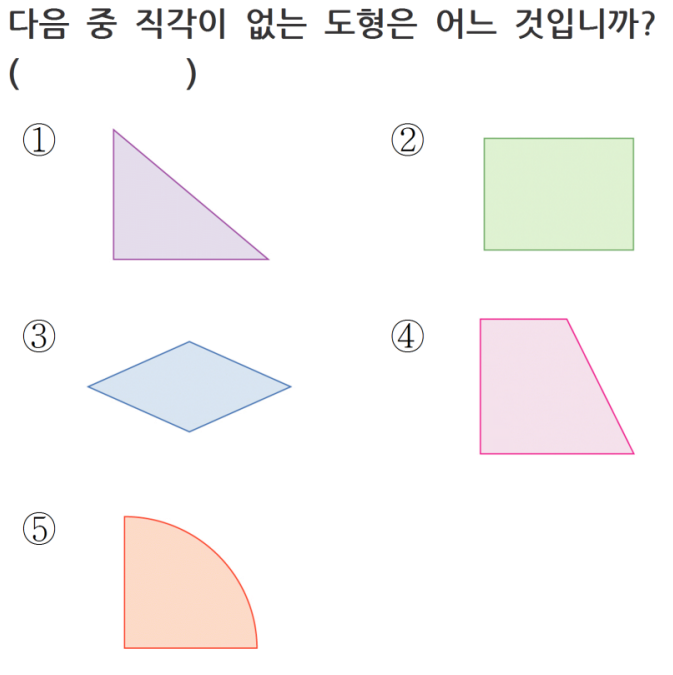 다음 중 직각이 없는 도형은 어느 것입니까?
(          )
① ②
③ ④
⑤